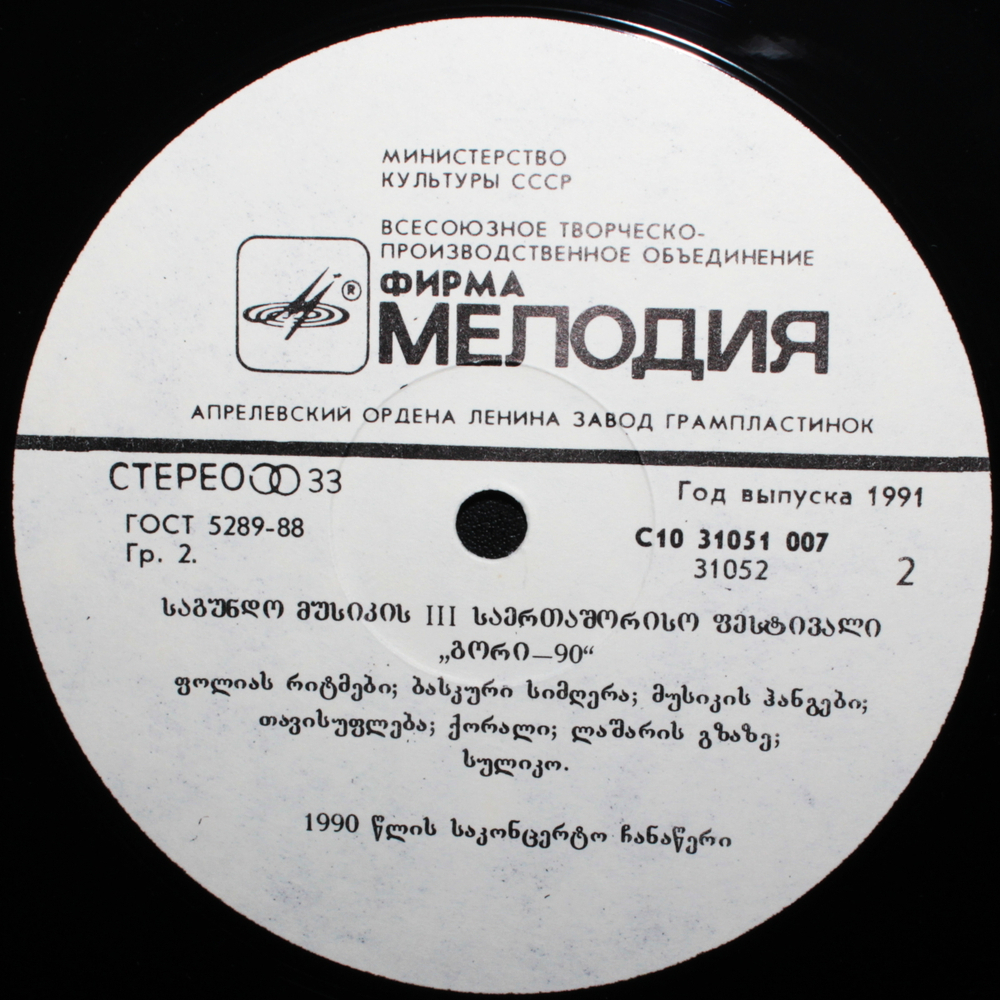 МИНИСТЕРСТВО
КУЛЬТУРЫ СССР
ВСЕСОЮЗНОЕ ТВОРЧЕСКО-
ПРОИЗВОДСТВЕННОЕ ОБЪЕДИНЕНИЕ
®
ФИРМА
МЕЛОДИЯ
АПРЕЛЕВСКИЙ ОРДЕНА ЛЕНИНА ЗАВОД ГРАМПЛАСТИНОК
СТЕРЕО 33
Год выпуска 1991
ГОСТ 5289-88
С10 31051 007
Гр. 2.
31052
2
საგუნდო მუსიკის III საერთაშორისო ფესტივალი
„გორი—90“
ფოლიას რიტმები; ბასკური სიმღერა; მუსიკის ჰანგები;
თავისუფლება; ქორალი; ლაშარის გზაზე;
სულიკო.
1990 წლის საკონცერტო ჩანაწერი